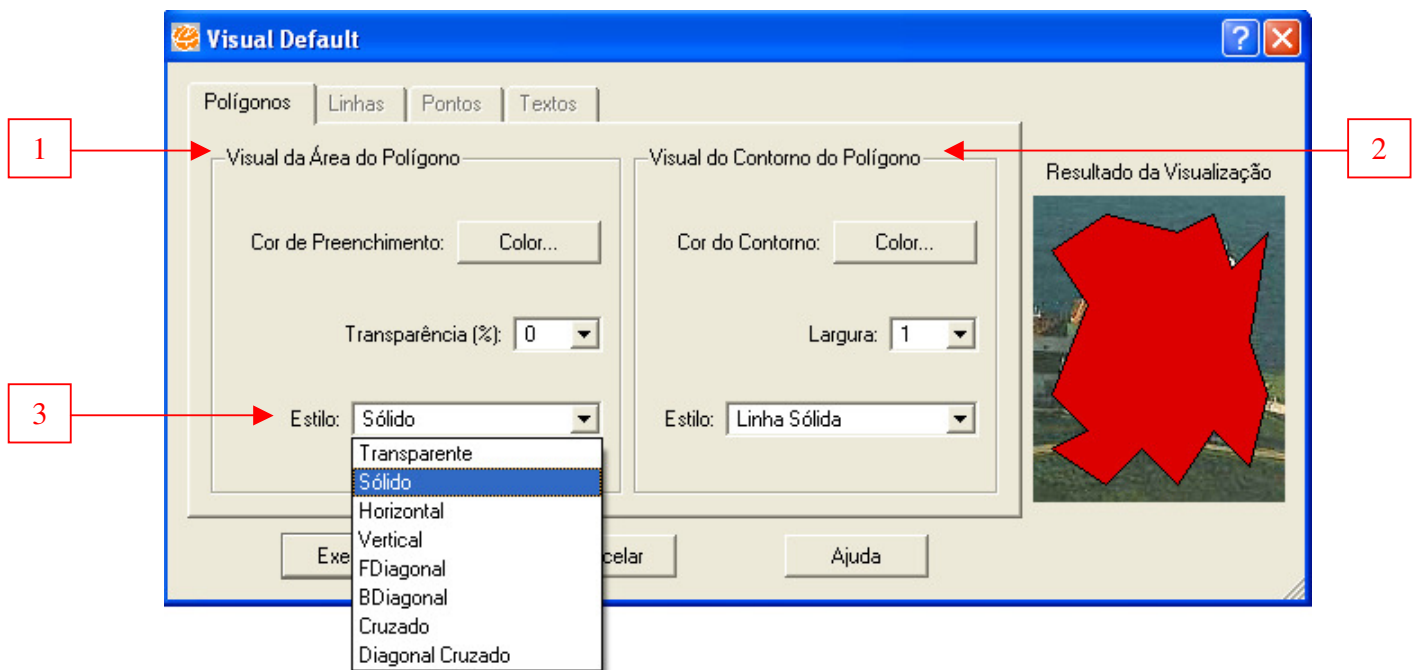 Visual Default
Polígonos
Linhas
Pontos
Textos
1
Visual da Área do Polígono
Visual do Contorno do Polígono
2
Resultado da Visualização
Cor de Preenchimento:
Color...
Cor do Contorno:
Color...
Transparência (%):
0
Largura:
1
3
Estilo:
Sólido
Estilo:
Linha Sólida
Transparente
Sólido
Horizontal
Vertical
FDiagonal
BDiagonal
Cruzado
Diagonal Cruzado
Exe
celar
Ajuda